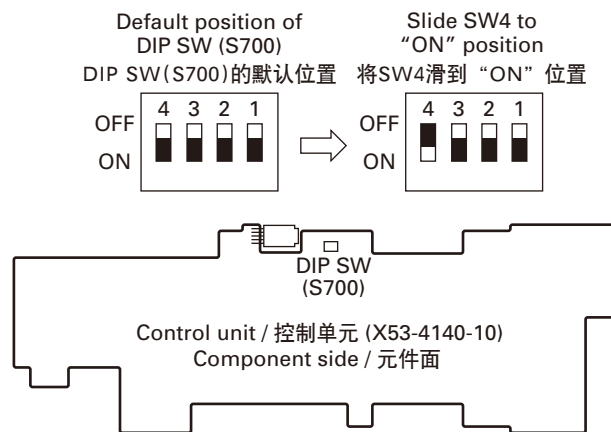 Default position of
DIP SW (S700)
DIP SW(S700)的默认位置
4 3 2 1
OFF
ON
Slide SW4 to
“ON” position
将SW4滑到“ON”位置
4 3 2 1
OFF
ON
DIP SW
(S700)
Control unit / 控制单元 (X53-4140-10)
Component side / 元件面